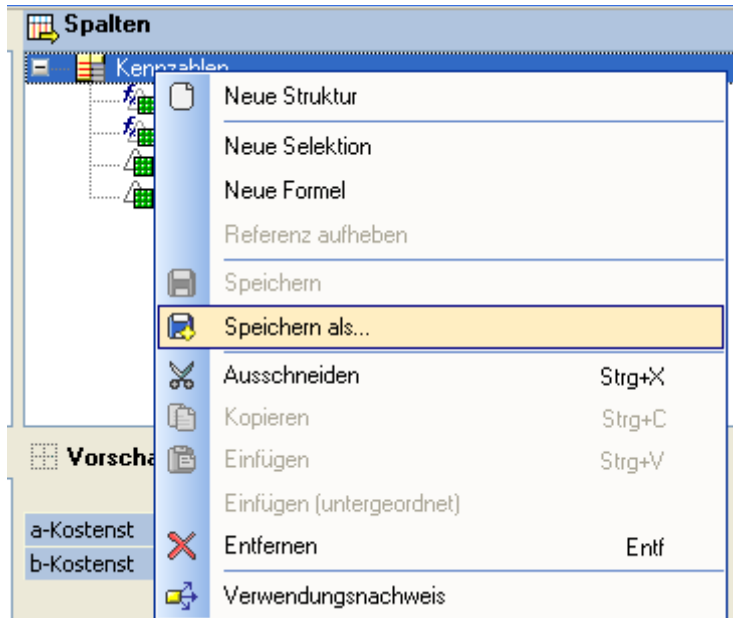 Spalten
Kennzahlen
Neue Struktur
Neue Selektion
Neue Formel
Referenz aufheben
Speichern
Speichern als...
Ausschneiden Strg+X
Kopieren Strg+C
Vorscha
Einfügen Strg+V
Einfügen (untergeordnet)
a-Kostenst
Entfernen Entf
b-Kostenst
Verwendungsnachweis